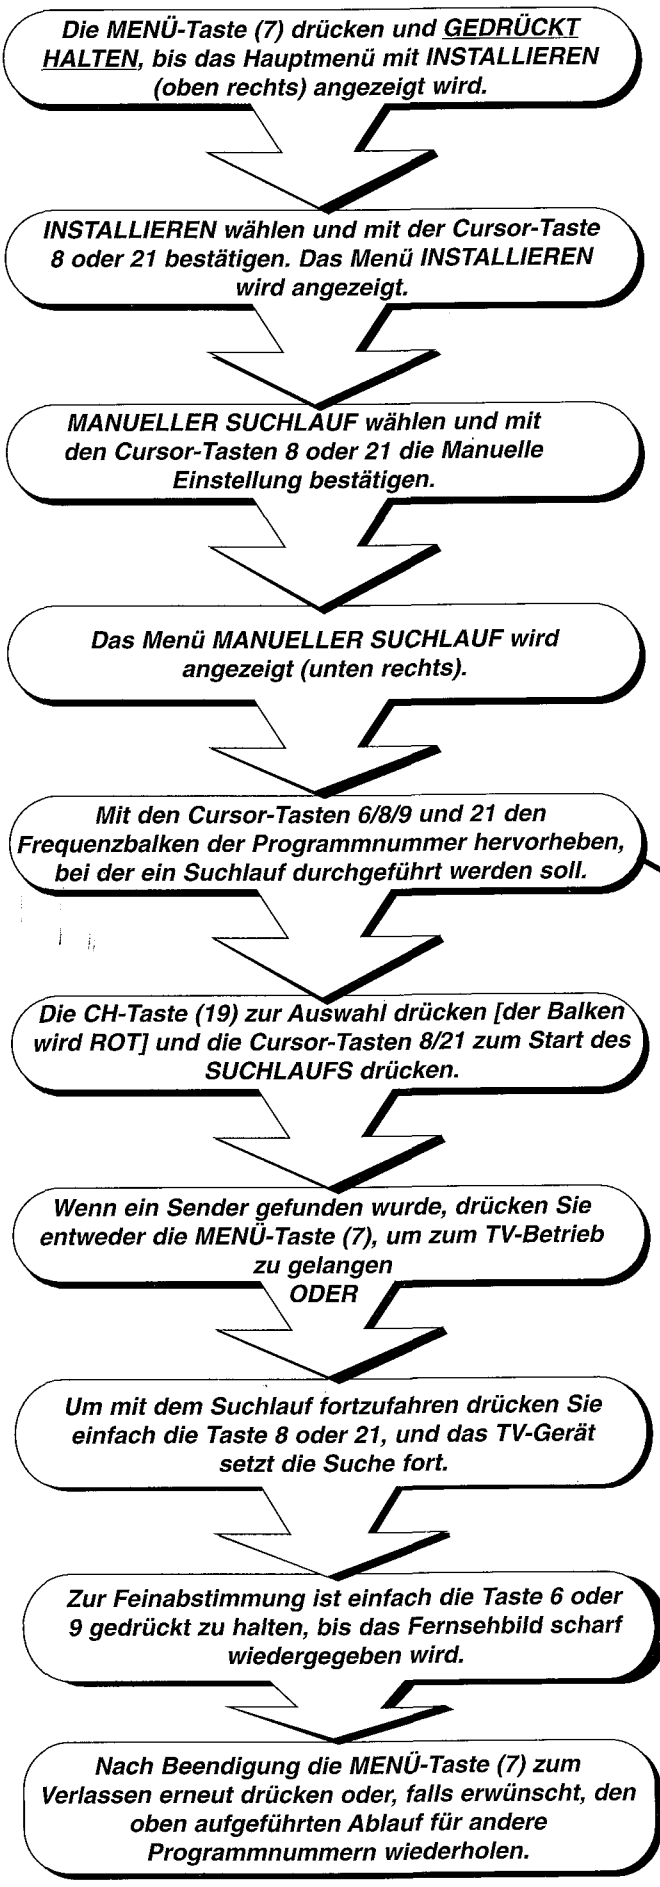 Die MENÜ-Taste (7) drücken und GEDRÜCKT
HALTEN, bis das Hauptmenü mit INSTALLIEREN
(oben rechts) angezeigt wird.
INSTALLIEREN wählen und mit der Cursor-Taste
8 oder 21 bestätigen. Das Menü INSTALLIEREN
wird angezeigt.
MANUELLER SUCHLAUF wählen und mit
den Cursor-Tasten 8 oder 21 die Manuelle
Einstellung bestätigen.
Das Menü MANUELLER SUCHLAUF wird
angezeigt (unten rechts).
Mit den Cursor-Tasten 6/8/9 und 21 den
Frequenzbalken der Programmnummer hervorheben,
bei der ein Suchlauf durchgeführt werden soll.
Die CH-Taste (19) zur Auswahl drücken [der Balken
wird ROT] und die Cursor-Tasten 8/21 zum Start des
SUCHLAUFS drücken.
Wenn ein Sender gefunden wurde, drücken Sie
entweder die MENÜ-Taste (7), um zum TV-Betrieb
zu gelangen
ODER
Um mit dem Suchlauf fortzufahren drücken Sie
einfach die Taste 8 oder 21, und das TV-Gerät
setzt die Suche fort.
Zur Feinabstimmung ist einfach die Taste 6 oder
9 gedrückt zu halten, bis das Fernsehbild scharf
wiedergegeben wird.
Nach Beendigung die MENÜ-Taste (7) zum
Verlassen erneut drücken oder, falls erwünscht, den
oben aufgeführten Ablauf für andere
Programmnummern wiederholen.